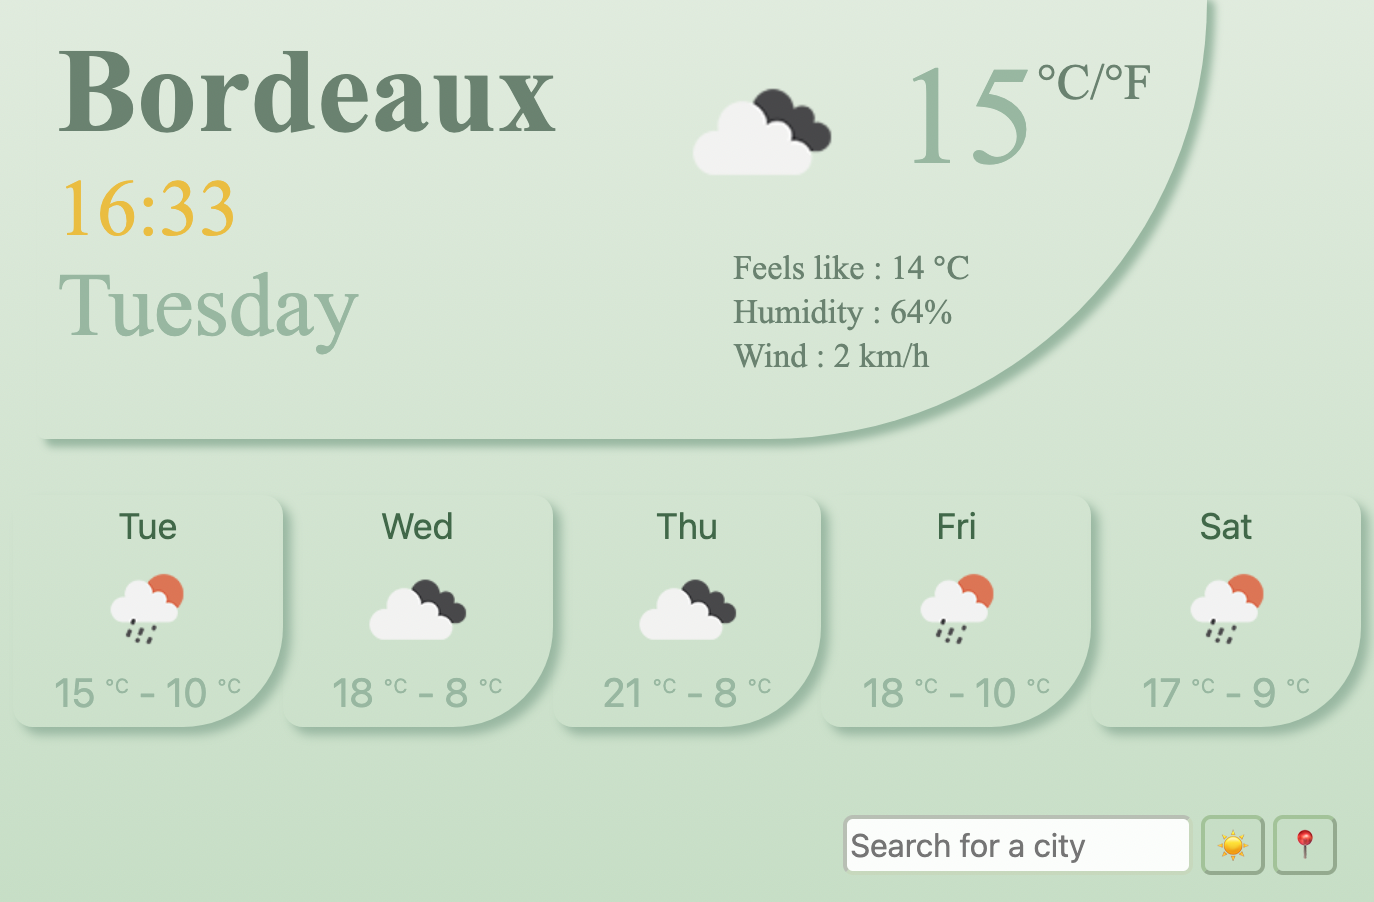 Bordeaux
16:33
Tuesday
15 °C/°F
Feels like : 14 °C
Humidity : 64%
Wind : 2 km/h
Tue
15 °C - 10 °C
Wed
18 °C - 8 °C
Thu
21 °C - 8 °C
Fri
18 °C - 10 °C
Sat
17 °C - 9 °C
Search for a city